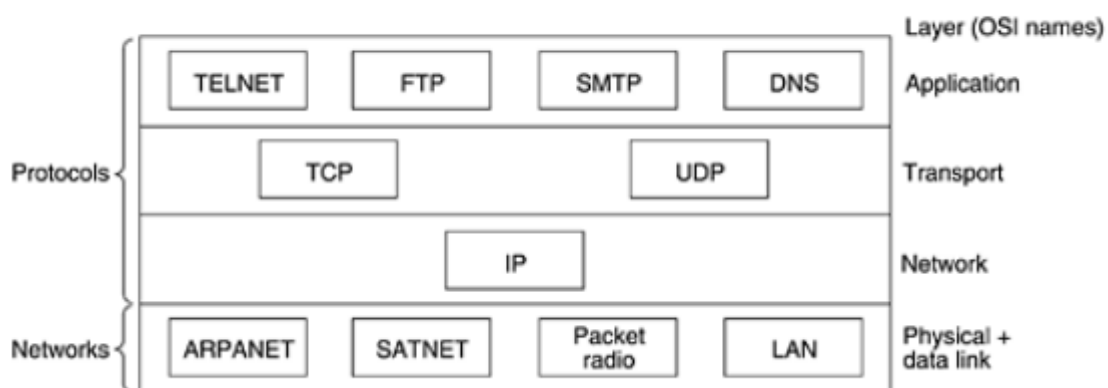 Layer (OSI names)
TELNET FTP SMTP DNS Application
Protocols TCP UDP Transport
IP Network
Networks ARPANET SATNET Packet radio LAN Physical + data link